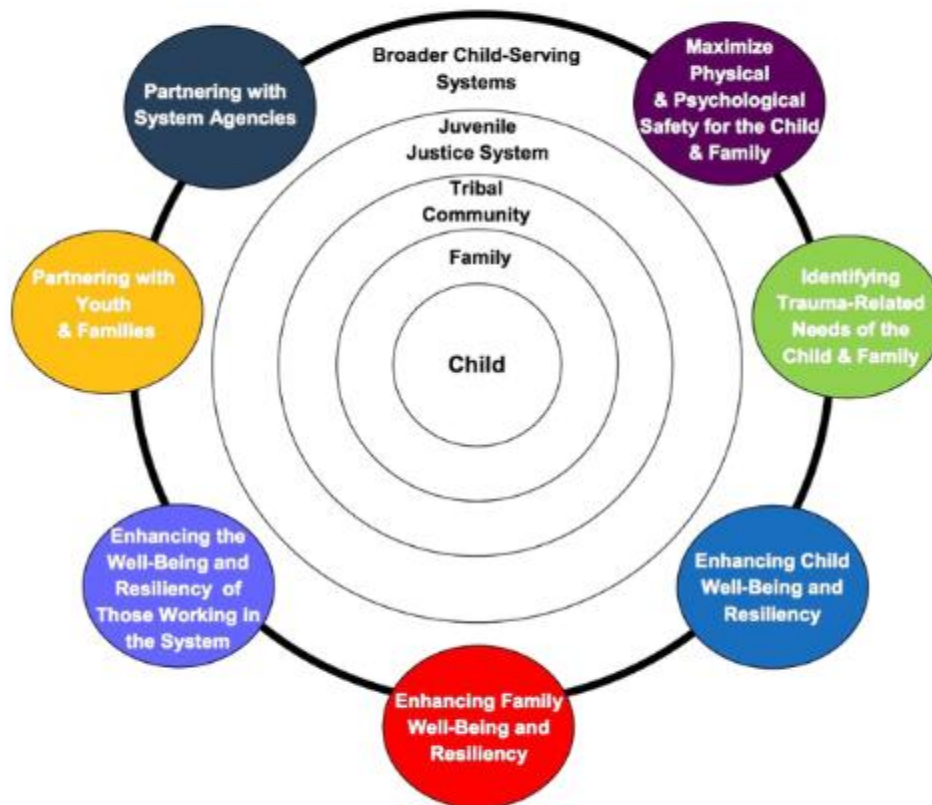 Broader Child-Serving
Systems
Juvenile
Justice System
Tribal
Community
Family
Child
Maximize
Physical
& Psychological
Safety for the Child
& Family
Identifying
Trauma-Related
Needs of the
Child & Family
Enhancing Child
Well-Being and
Resiliency
Enhancing Family
Well-Being and
Resiliency
Enhancing the
Well-Being and
Resiliency of
Those Working in
the System
Partnering with
Youth
& Families
Partnering with
System Agencies